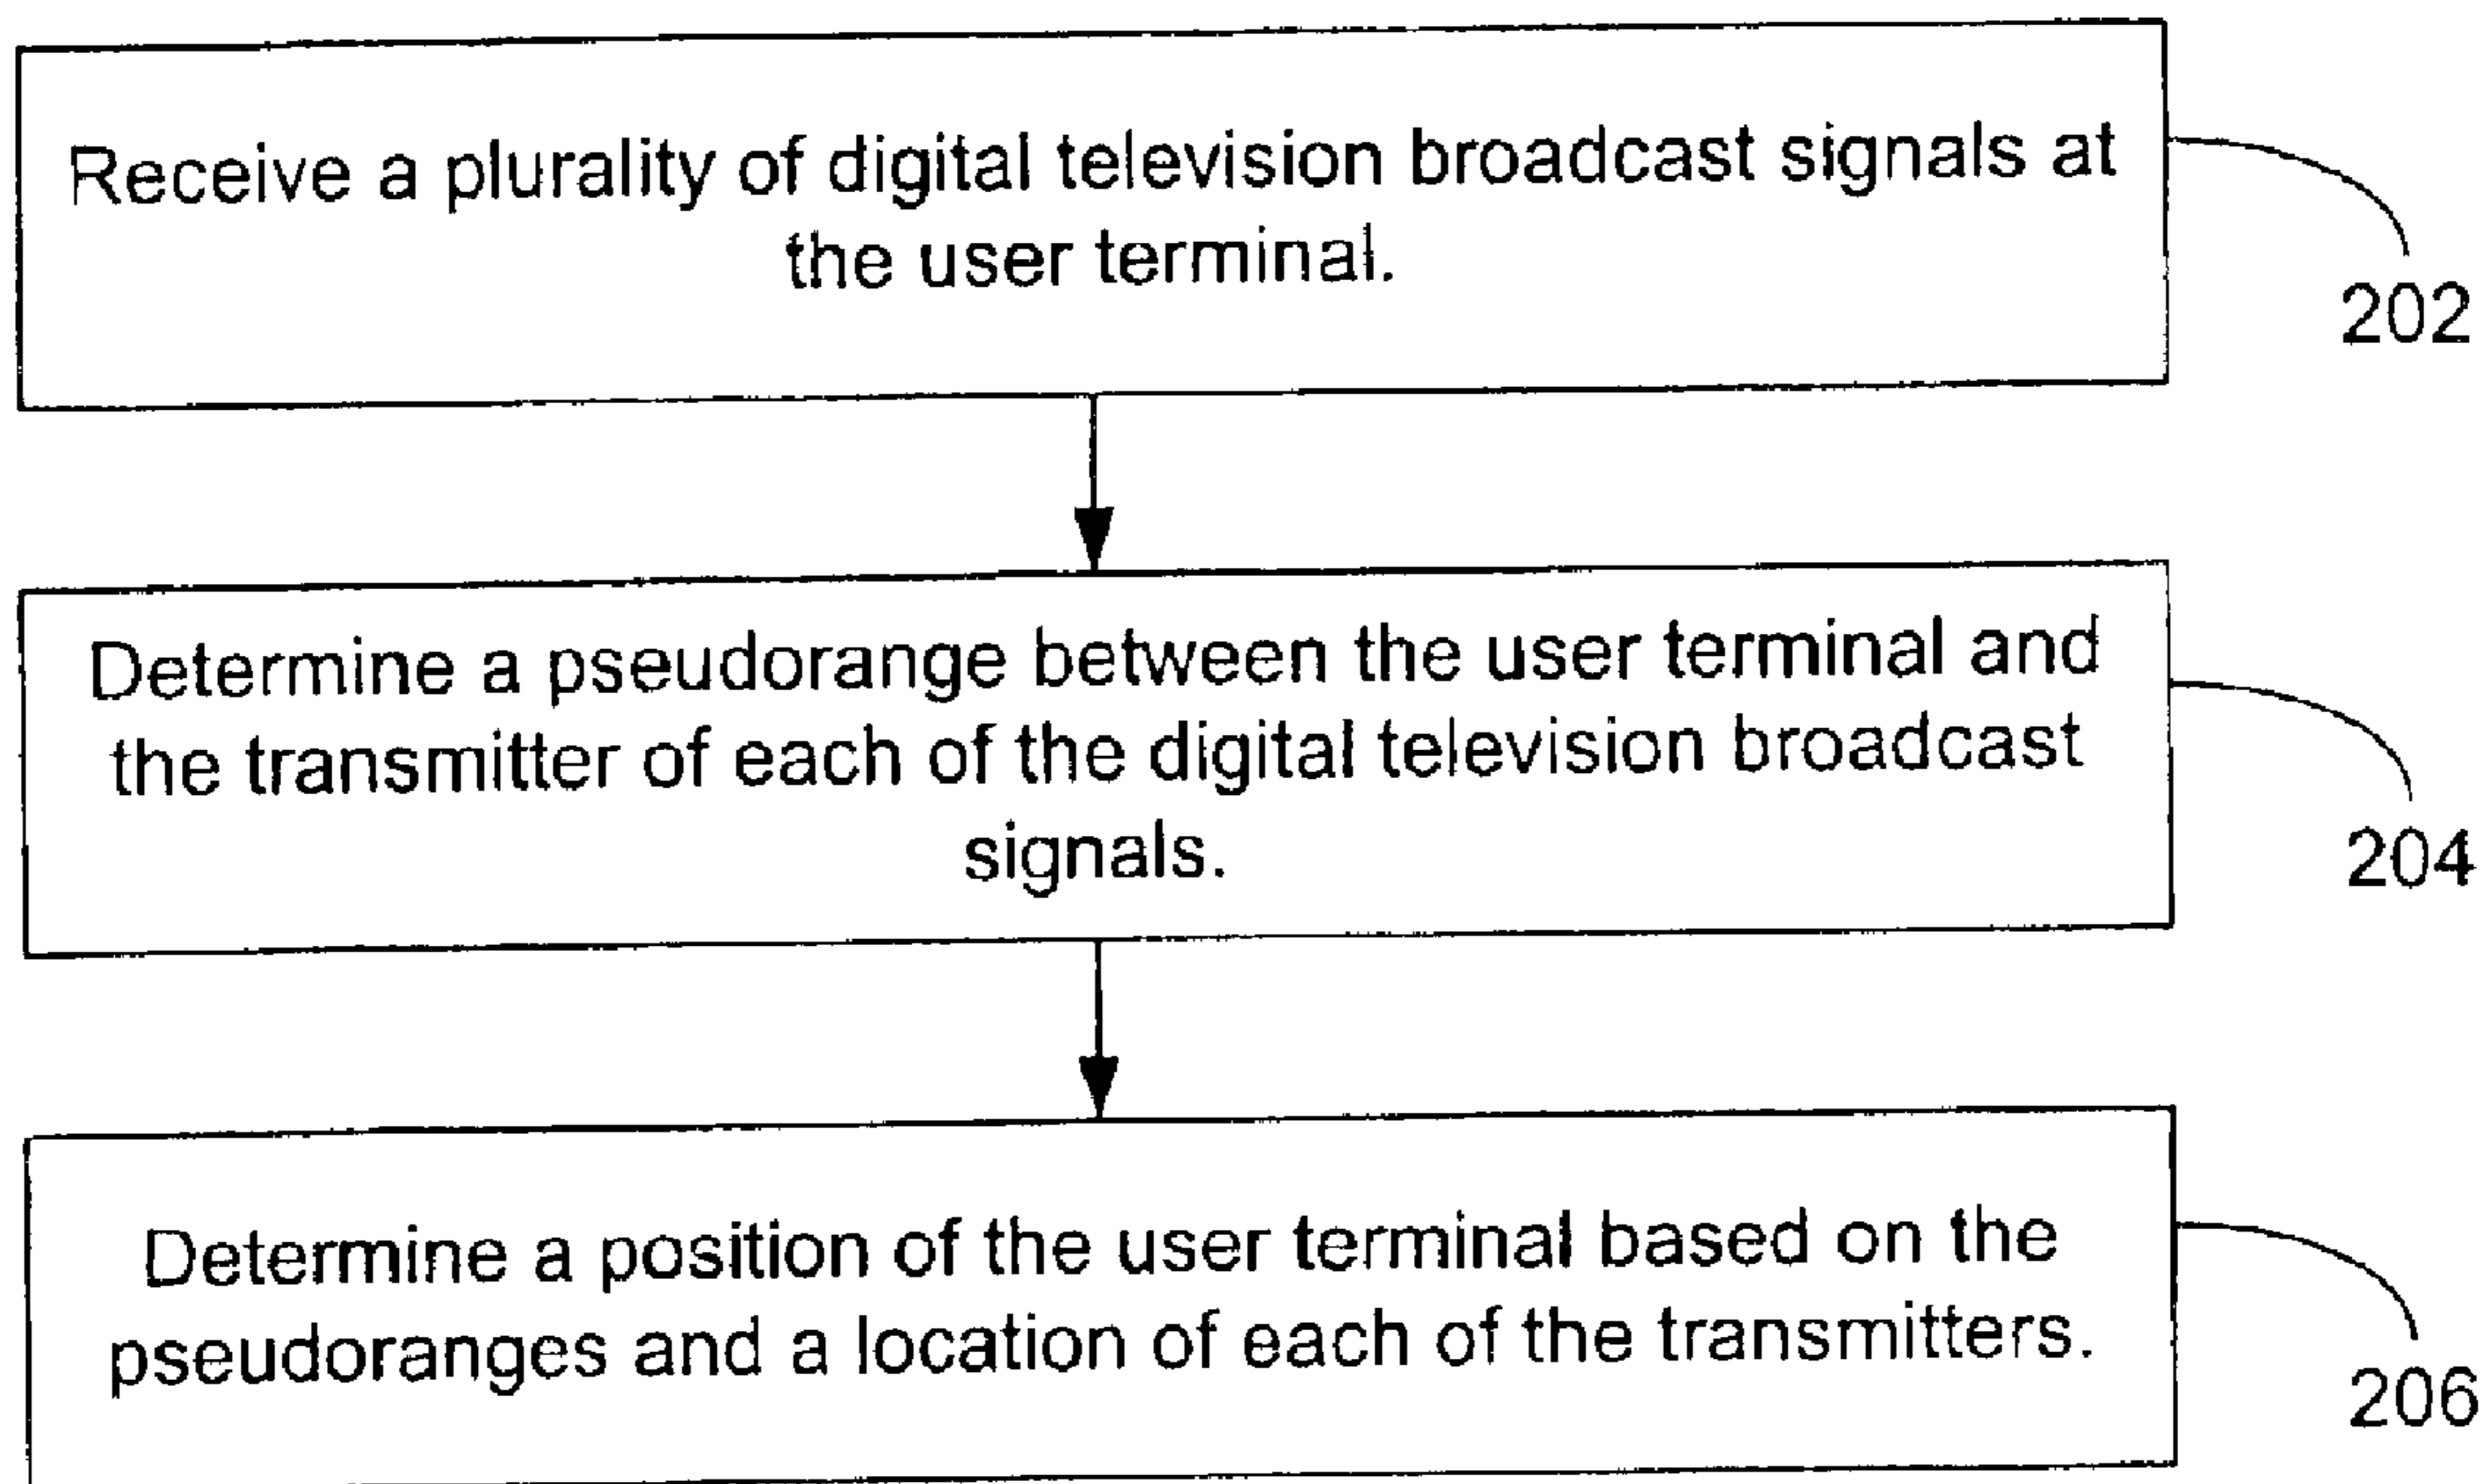 Receive a plurality of digital television broadcast signals at
the user terminal.
202
Determine a pseudorange between the user terminal and
the transmitter of each of the digital television broadcast
signals.
204
Determine a position of the user terminal based on the
pseudoranges and a location of each of the transmitters.
206